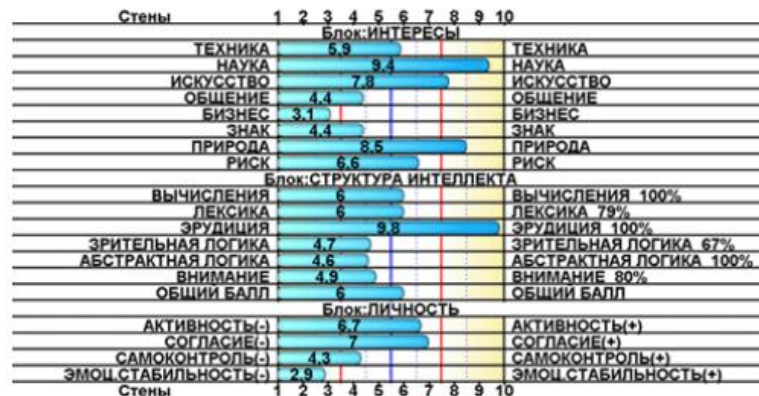 Стены 1 2 3 4 5 6 7 8 9 10
Блок:ИНТЕРЕСЫ
ТЕХНИКА 5.9 ТЕХНИКА
НАУКА 9.4 НАУКА
ИСКУССТВО 7.8 ИСКУССТВО
ОБЩЕНИЕ 4.4 ОБЩЕНИЕ
БИЗНЕС 3.1 БИЗНЕС
ЗНАК 4.4 ЗНАК
ПРИРОДА 8.5 ПРИРОДА
РИСК 6.6 РИСК
Блок:СТРУКТУРА ИНТЕЛЛЕКТА
ВЫЧИСЛЕНИЯ 6 ВЫЧИСЛЕНИЯ 100%
ЛЕКСИКА 6 ЛЕКСИКА 79%
ЭРУДИЦИЯ 9.8 ЭРУДИЦИЯ 100%
ЗРИТЕЛЬНАЯ ЛОГИКА 4.7 ЗРИТЕЛЬНАЯ ЛОГИКА 67%
АБСТРАКТНАЯ ЛОГИКА 4.6 АБСТРАКТНАЯ ЛОГИКА 100%
ВНИМАНИЕ 4.9 ВНИМАНИЕ 80%
ОБЩИЙ БАЛЛ 6 ОБЩИЙ БАЛЛ
Блок:ЛИЧНОСТЬ
АКТИВНОСТЬ(-) 6.7 АКТИВНОСТЬ(+)
СОГЛАСИЕ(-) 7 СОГЛАСИЕ(+)
САМОКОНТРОЛЬ(-) 4.3 САМОКОНТРОЛЬ(+)
ЭМОЦ.СТАБИЛЬНОСТЬ(-) 2.9 ЭМОЦ.СТАБИЛЬНОСТЬ(+)
Стены 1 2 3 4 5 6 7 8 9 10